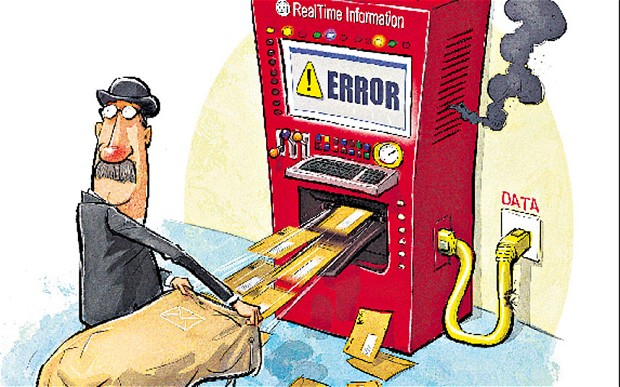 RealTime Information
ERROR
DATA